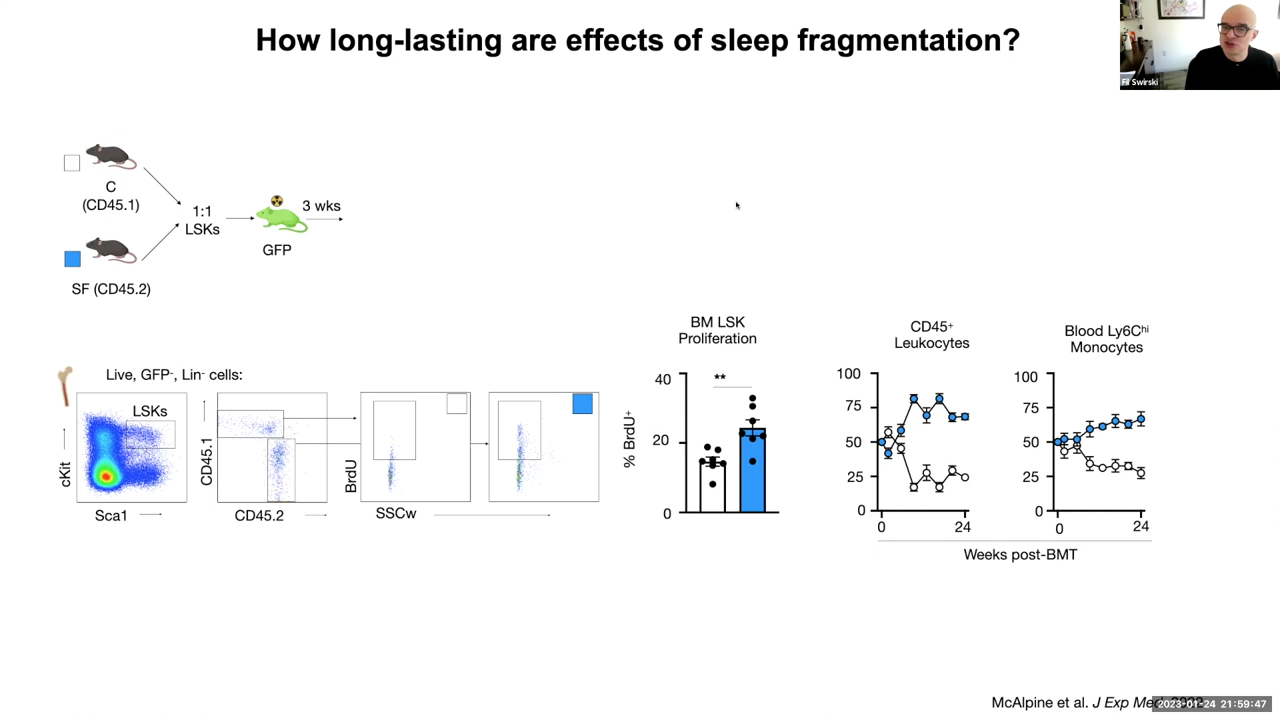 How long-lasting are effects of sleep fragmentation?
Fil Swirski
C
(CD45.1)
1:1
LSKs
3 wks
GFP
SF (CD45.2)
Live, GFP⁻, Lin⁻ cells:
LSKs
cKit
Sca1
CD45.1
CD45.2
BrdU
SSCw
BM LSK
Proliferation
**
% BrdU⁺
40
20
0
CD45⁺
Leukocytes
100
75
50
25
0
0
24
Blood Ly6Cʰⁱ
Monocytes
100
75
50
25
0
0
24
Weeks post-BMT
McAlpine et al. J Exp Med
2023-01-24 21:59:47